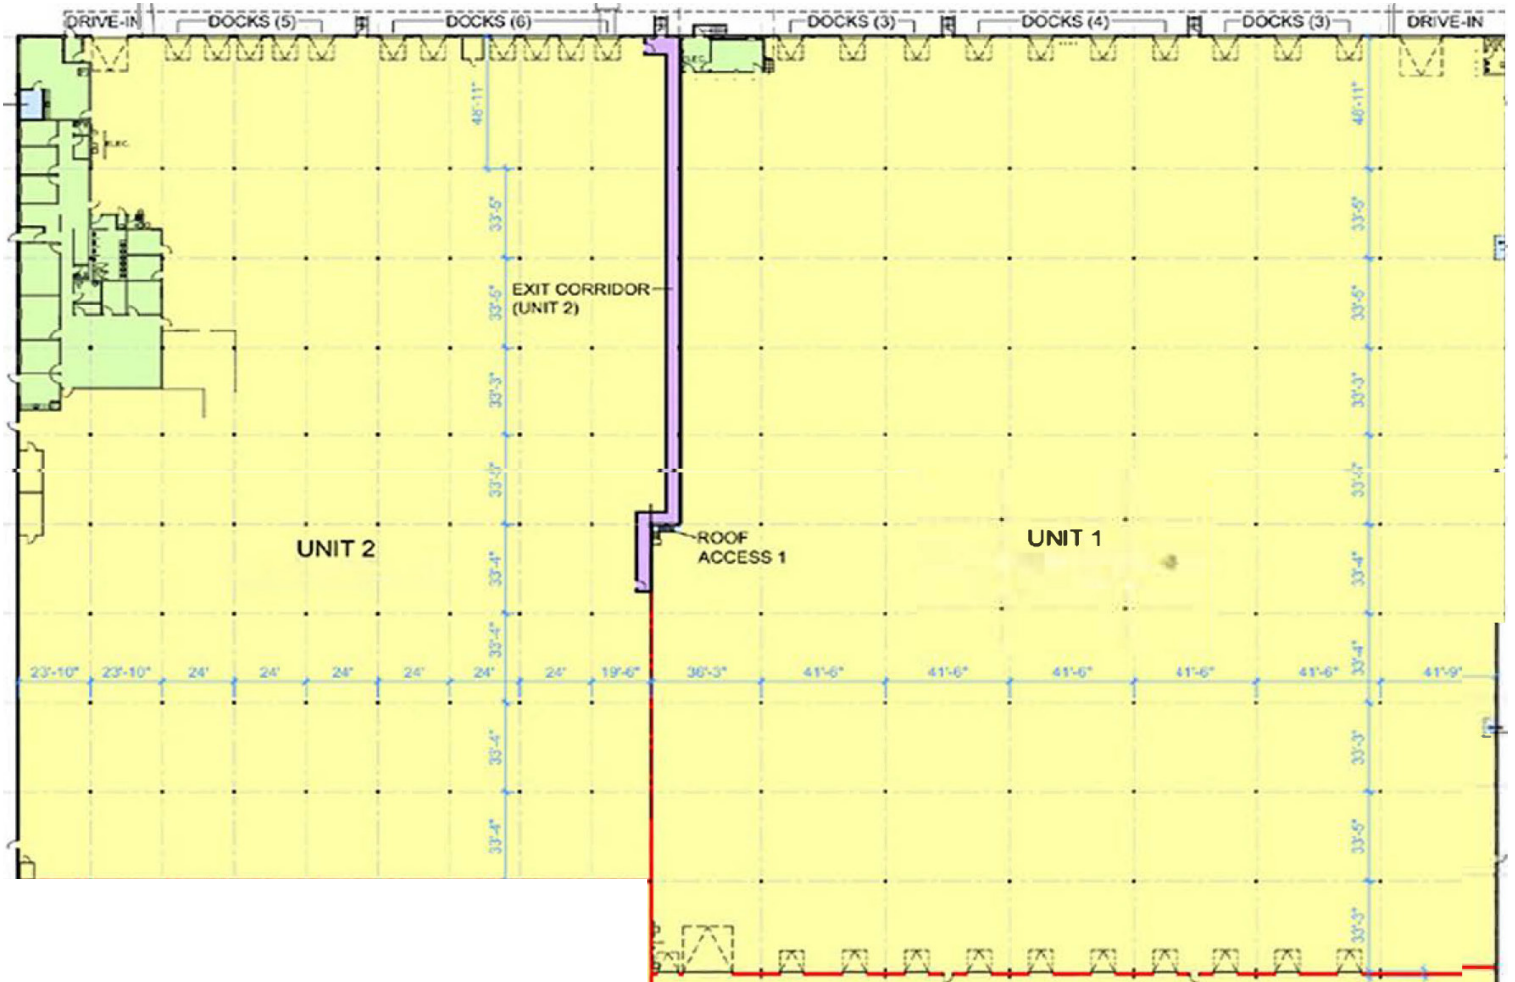 DRIVE-IN
DOCKS (5)
DOCKS (6)
DOCKS (3)
DOCKS (4)
DOCKS (3)
DRIVE-IN
ELEC.
48'-11"
48'-11"
ELEC.
33'-5"
33'-5"
EXIT CORRIDOR
(UNIT 2)
33'-5"
33'-5"
33'-3"
33'-3"
UNIT 2
ROOF
ACCESS 1
UNIT 1
33'-4"
33'-4"
33'-4"
33'-4"
23'-10"
23'-10"
24'
24'
24'
24'
24'
24'
19'-6"
36'-3"
41'-6"
41'-6"
41'-6"
41'-6"
41'-6"
41'-9"
33'-4"
33'-3"
33'-4"
33'-5"
33'-3"